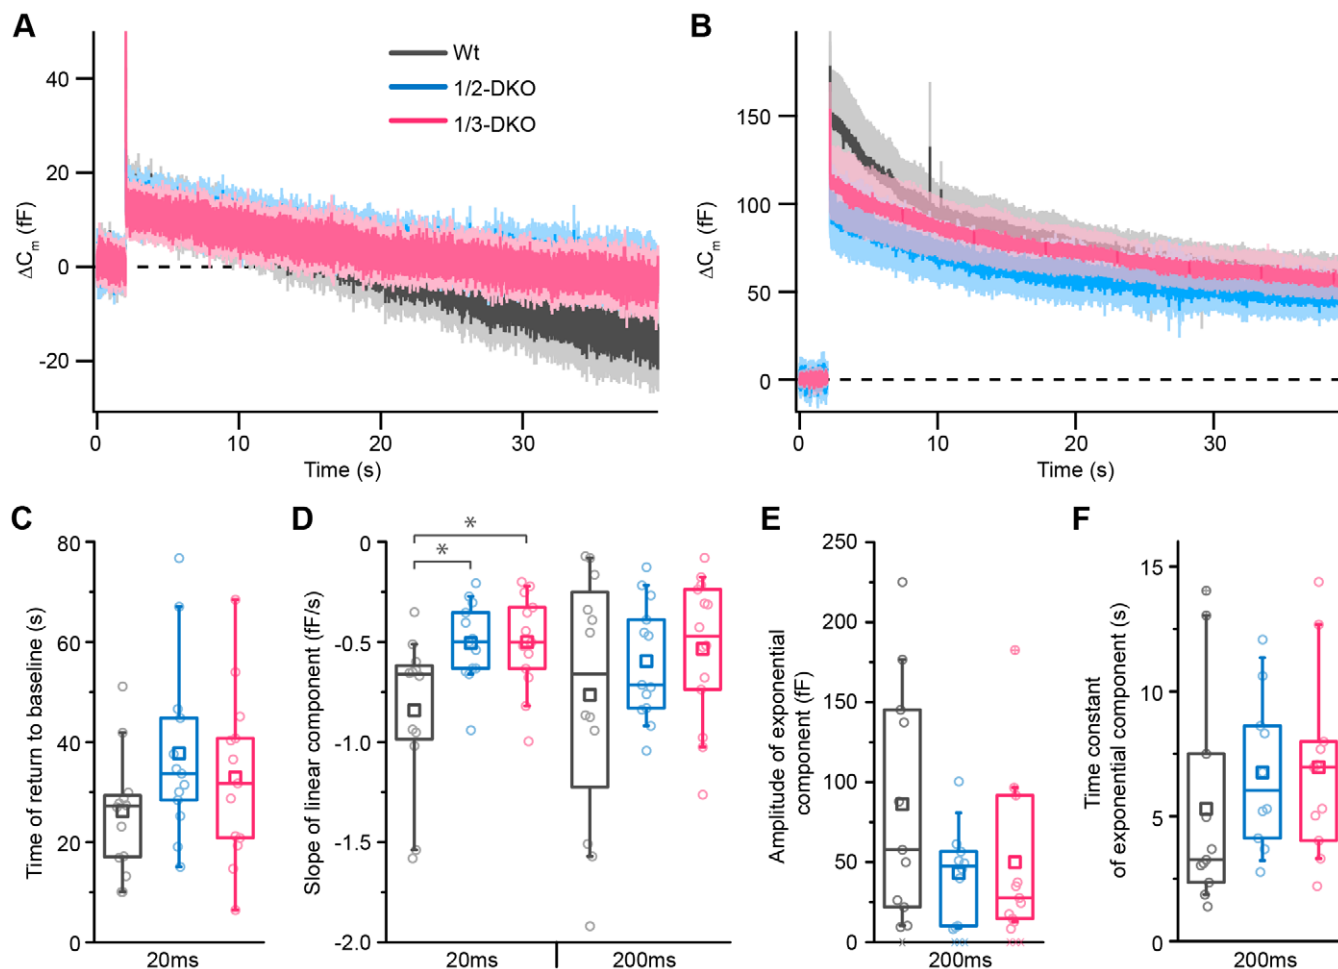 A
B
Wt
1/2-DKO
1/3-DKO
ΔCm (fF)
40
20
0
-20
0
10
20
30
Time (s)
ΔCm (fF)
150
100
50
0
0
10
20
30
Time (s)
C
D
E
F
Time of return to baseline (s)
80
60
40
20
0
20ms
Slope of linear component (fF/s)
0
-0.5
-1.0
-1.5
-2.0
*
*
20ms
200ms
Amplitude of exponential
component (fF)
250
200
150
100
50
0
200ms
Time constant
of exponential component (s)
15
10
5
0
200ms